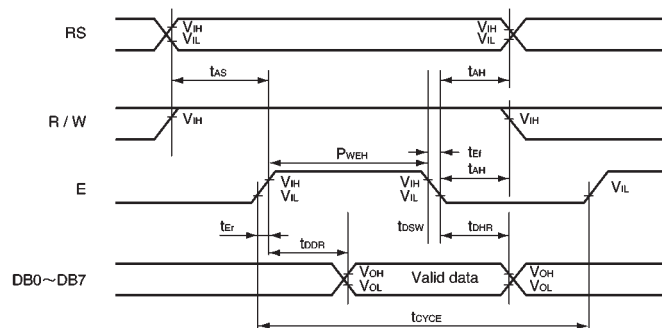 RS
VIH
VIL
VIH
VIL
tAS
tAH
R / W
VIH
VIH
PWEH
tEf
tAH
E
VIH
VIL
VIH
VIL
VIL
tEr
tDDR
tDSW
tDHR
DB0～DB7
VOH
VOL
Valid data
VOH
VOL
tCYCE